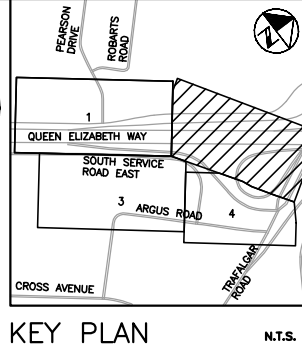 PEARSON
DRIVE
ROBARTS
ROAD
1
QUEEN ELIZABETH WAY
SOUTH SERVICE
ROAD EAST
3
ARGUS ROAD
4
TRAFALGAR
ROAD
CROSS AVENUE
KEY PLAN
N.T.S.